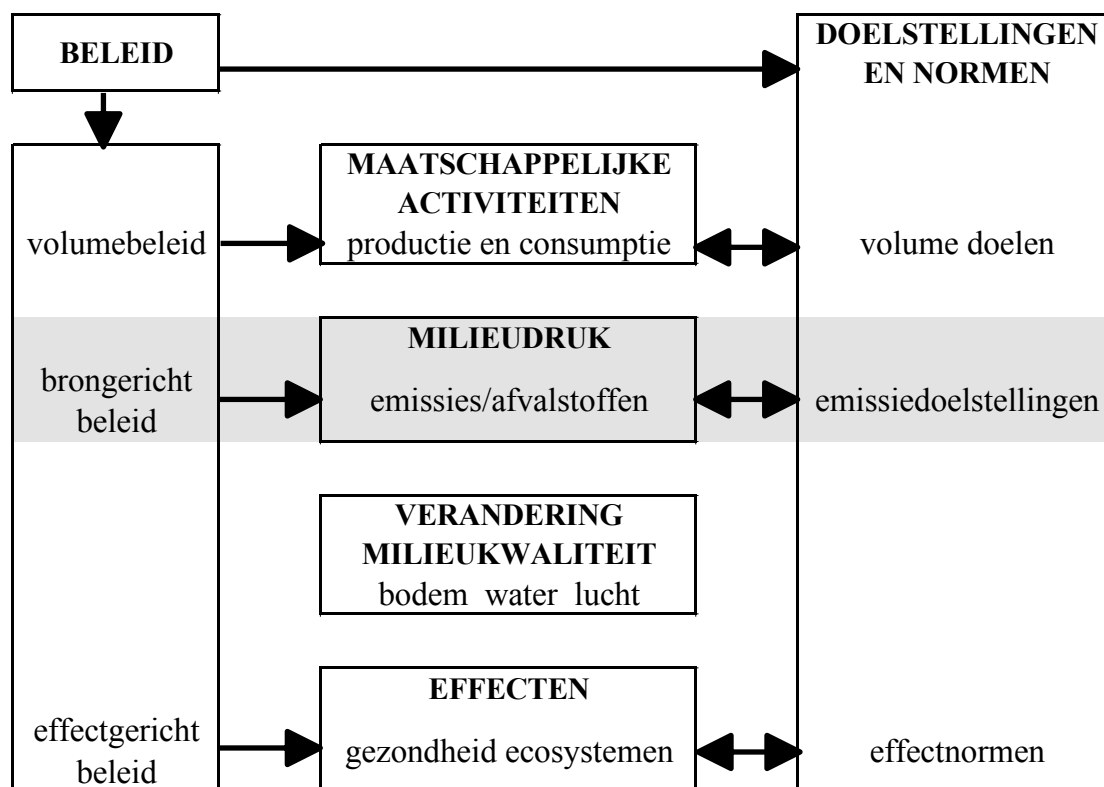 BELEID
DOELSTELLINGEN
EN NORMEN
MAATSCHAPPELIJKE
ACTIVITEITEN
volumebeleid
productie en consumptie
volume doelen
MILIEUDRUK
brongericht
beleid
emissies/afvalstoffen
emissiedoelstellingen
VERANDERING
MILIEUKWALITEIT
bodem water lucht
EFFECTEN
effectgericht
beleid
gezondheid ecosystemen
effectnormen